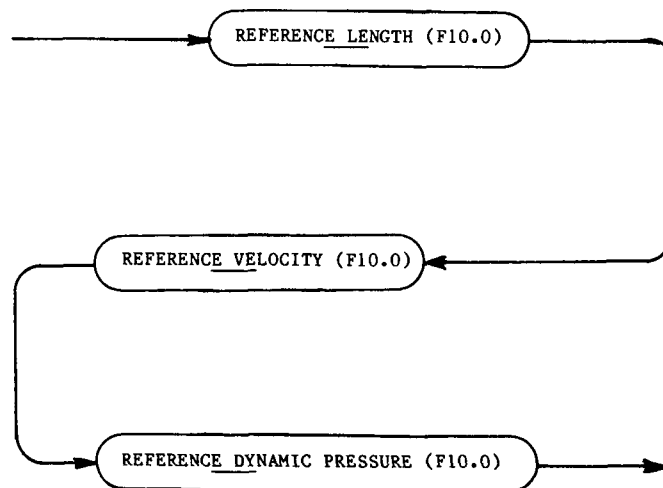 REFERENCE LENGTH (F10.0)
REFERENCE VELOCITY (F10.0)
REFERENCE DYNAMIC PRESSURE (F10.0)